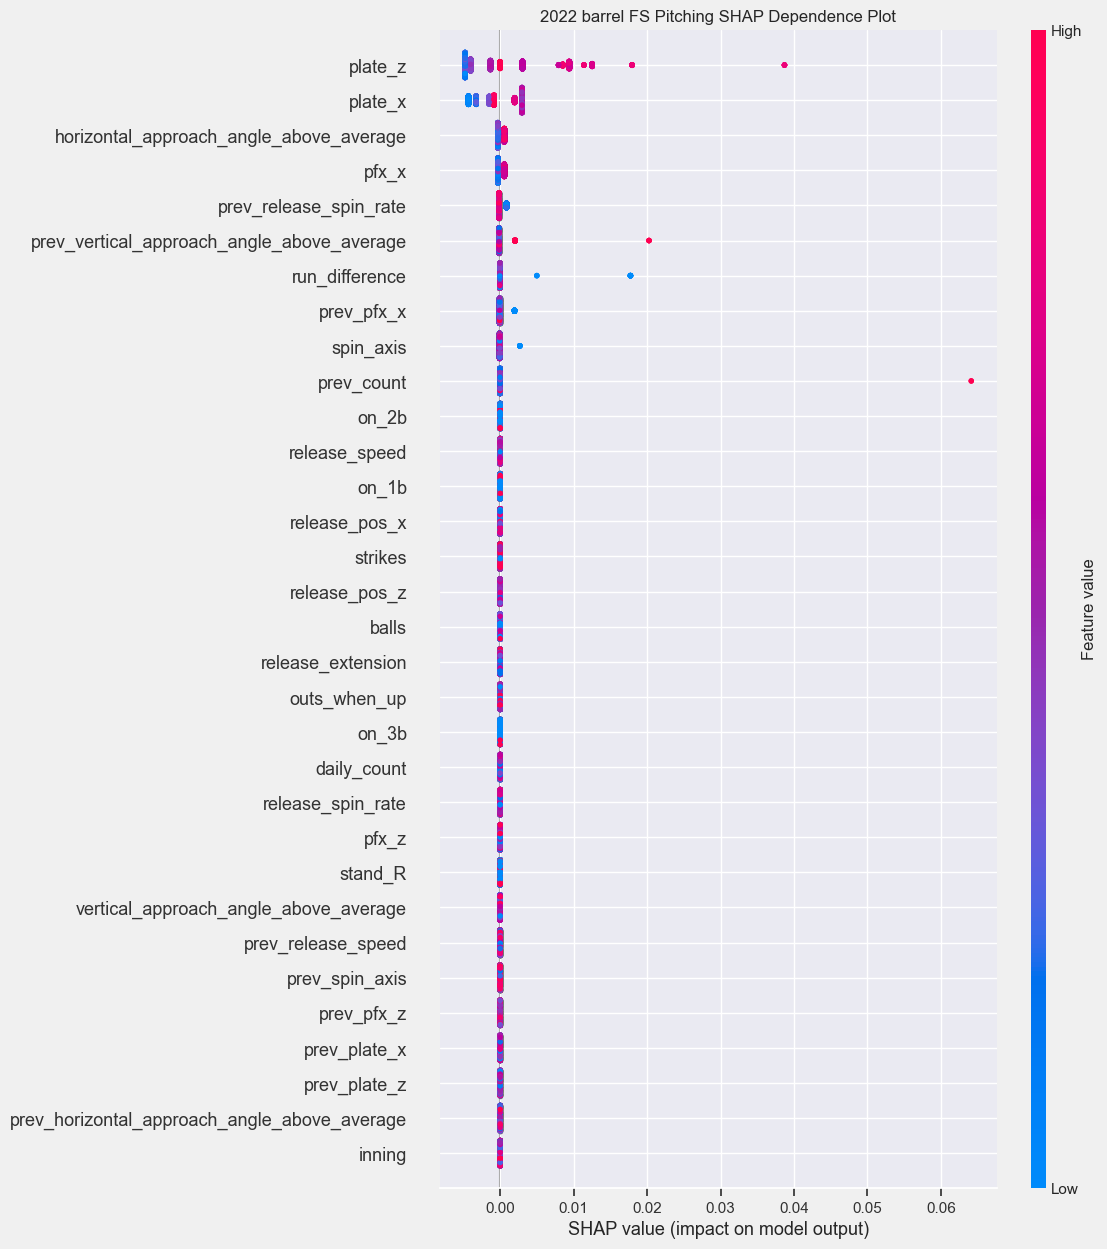 2022 barrel FS Pitching SHAP Dependence Plot
High
plate_z
plate_x
horizontal_approach_angle_above_average
pfx_x
prev_release_spin_rate
prev_vertical_approach_angle_above_average
run_difference
prev_pfx_x
spin_axis
prev_count
on_2b
release_speed
on_1b
release_pos_x
strikes
release_pos_z
balls
release_extension
outs_when_up
on_3b
daily_count
release_spin_rate
pfx_z
stand_R
vertical_approach_angle_above_average
prev_release_speed
prev_spin_axis
prev_pfx_z
prev_plate_x
prev_plate_z
prev_horizontal_approach_angle_above_average
inning
Feature value
Low
0.00 0.01 0.02 0.03 0.04 0.05 0.06
SHAP value (impact on model output)